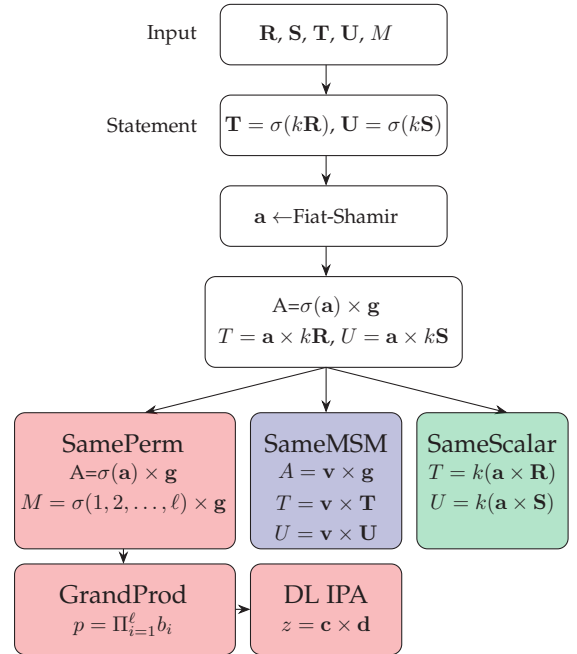 Input
R, S, T, U, M
Statement
T = σ(kR), U = σ(kS)
a ←Fiat-Shamir
A=σ(a) × g
T = a × kR, U = a × kS
SamePerm
A=σ(a) × g
M = σ(1, 2, . . . , ℓ) × g
SameMSM
A = v × g
T = v × T
U = v × U
SameScalar
T = k(a × R)
U = k(a × S)
GrandProd
p = Π_{i=1}^{ℓ} b_i
DL IPA
z = c × d